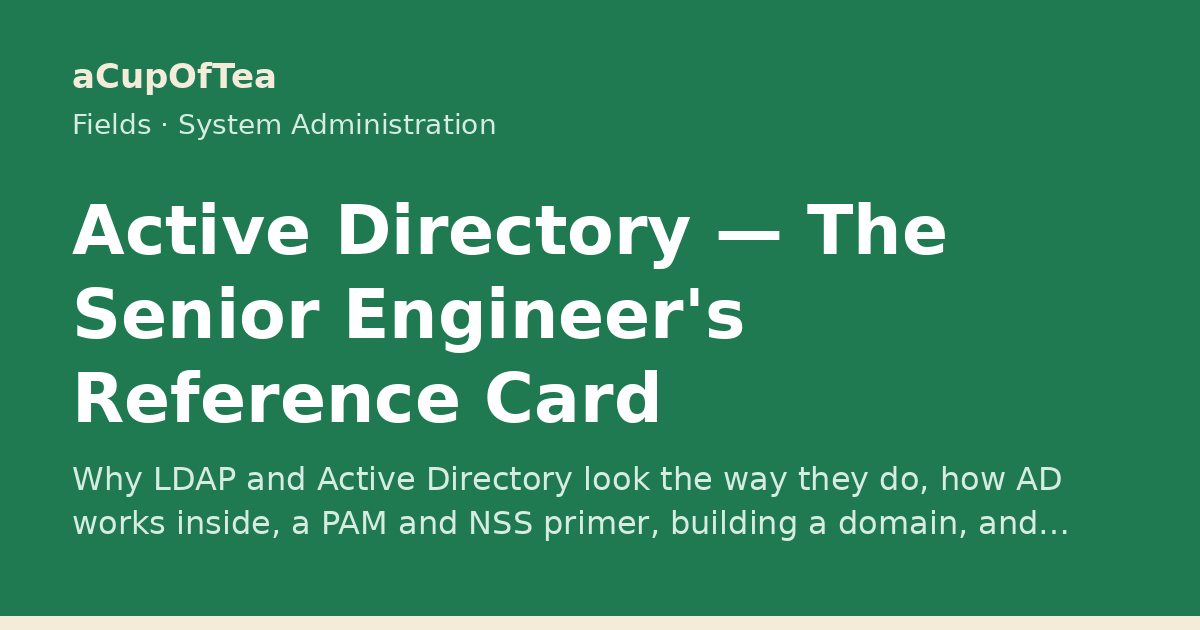 aCupOfTea
Fields · System Administration
Active Directory — The
Senior Engineer's
Reference Card
Why LDAP and Active Directory look the way they do, how AD
works inside, a PAM and NSS primer, building a domain, and…